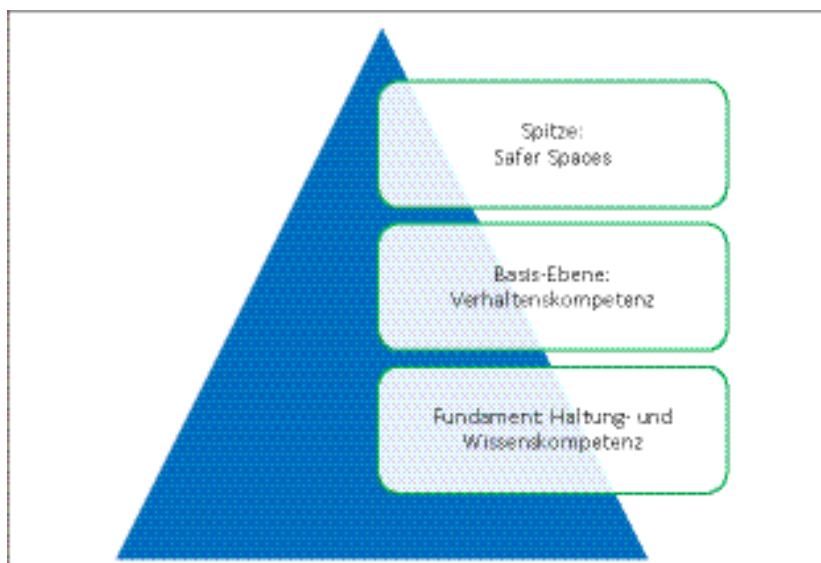 Spitze:
Safer Spaces
Basis-Ebene:
Verhaltenskompetenz
Fundament Haltung- und
Wissenskompetenz